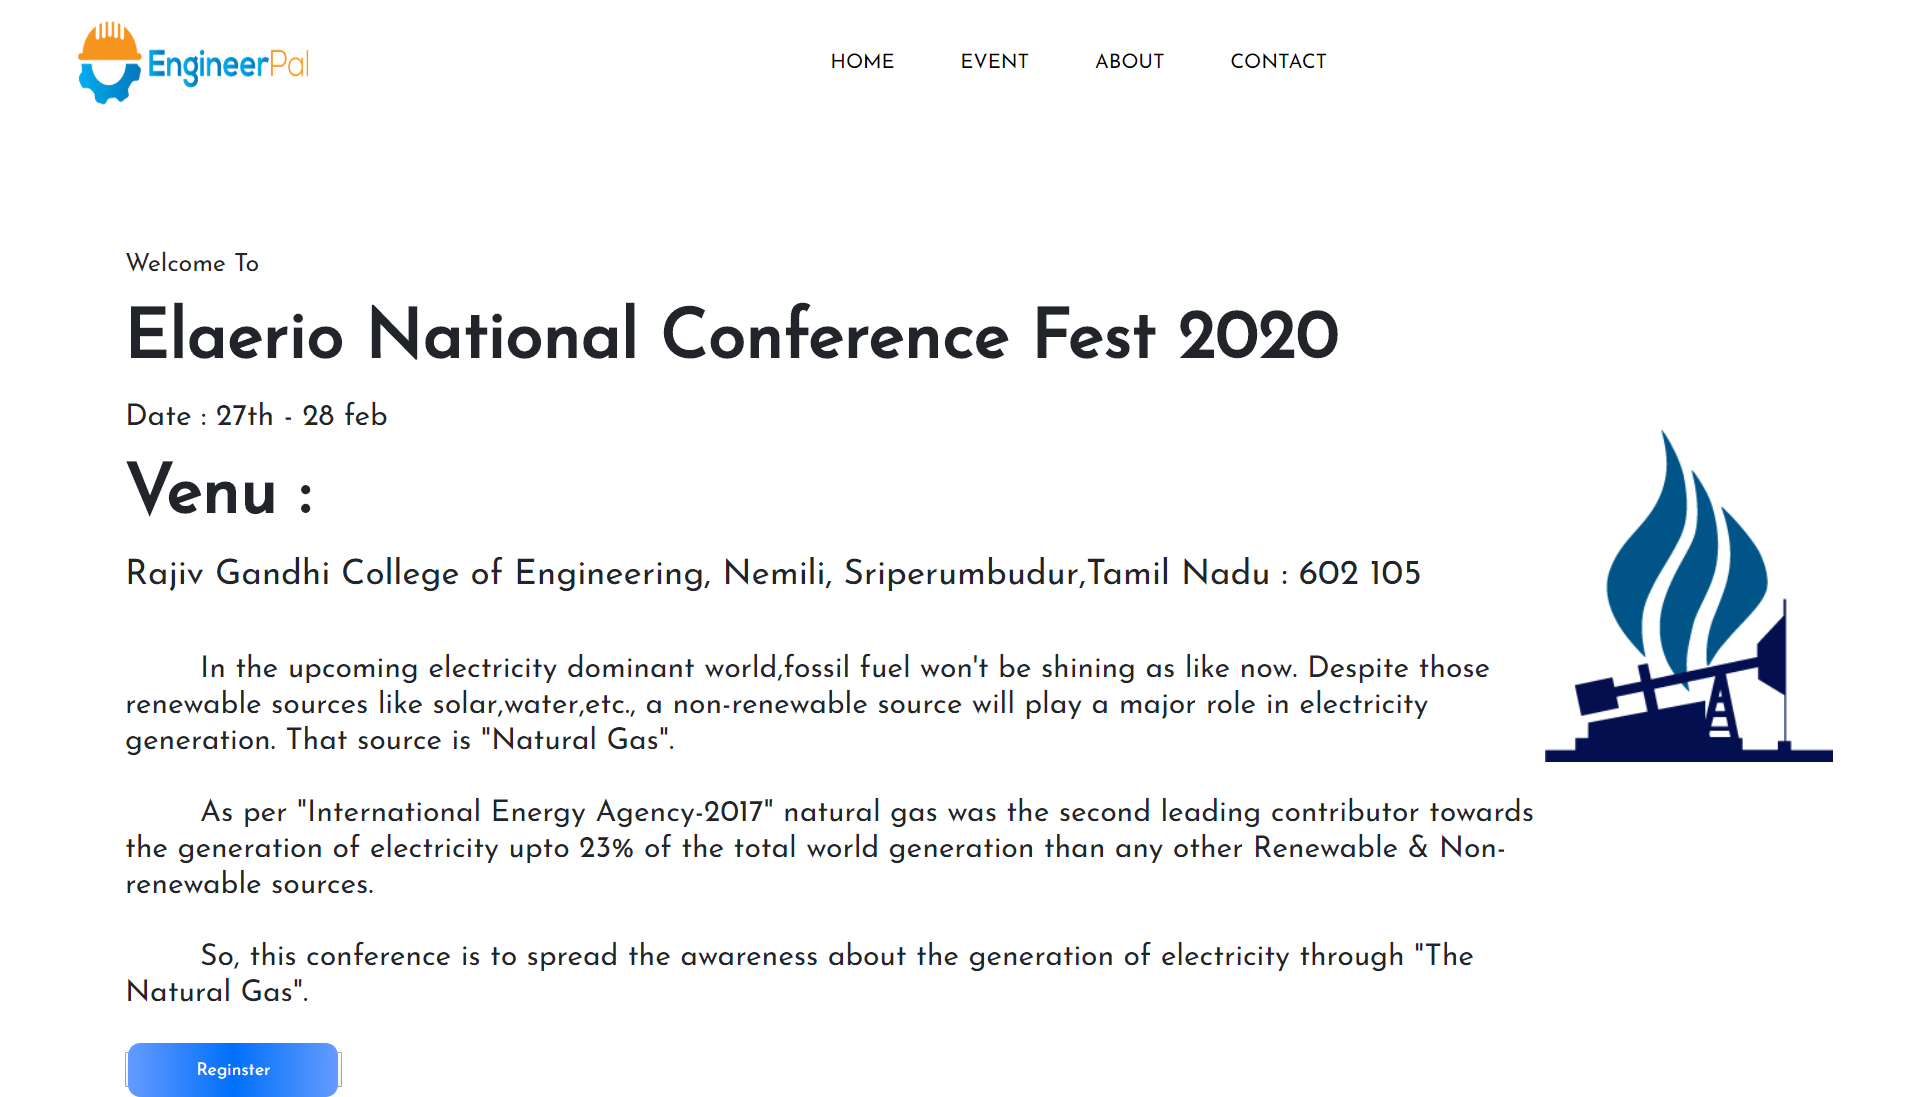 EngineerPal
HOME EVENT ABOUT CONTACT
Welcome To
Elaerio National Conference Fest 2020
Date : 27th - 28 feb
Venu :
Rajiv Gandhi College of Engineering, Nemili, Sriperumbudur,Tamil Nadu : 602 105
In the upcoming electricity dominant world,fossil fuel won't be shining as like now. Despite those
renewable sources like solar,water,etc., a non-renewable source will play a major role in electricity
generation. That source is "Natural Gas".
As per "International Energy Agency-2017" natural gas was the second leading contributor towards
the generation of electricity upto 23% of the total world generation than any other Renewable & Non-
renewable sources.
So, this conference is to spread the awareness about the generation of electricity through "The
Natural Gas".
Reginster